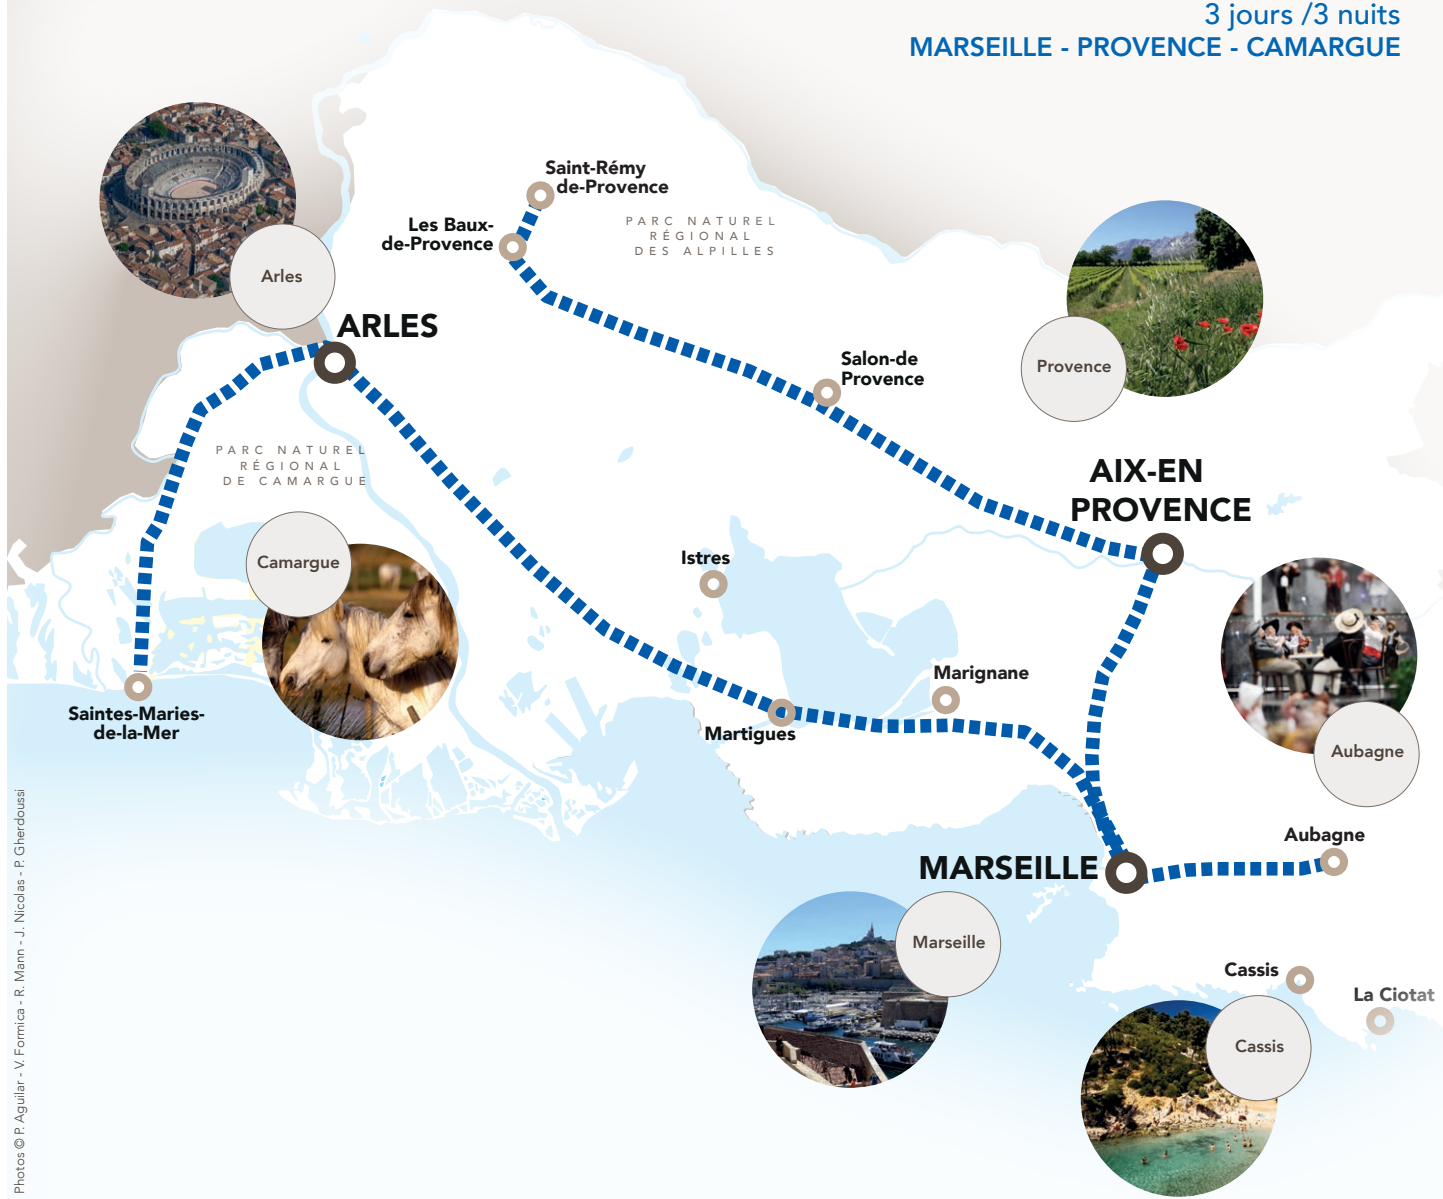 3 jours /3 nuits
MARSEILLE - PROVENCE - CAMARGUE
Saint-Rémy
de-Provence
Les Baux-
de-Provence
PARC NATUREL
RÉGIONAL
DES ALPILLES
Arles
ARLES
Salon-de
Provence
Provence
PARC NATUREL
RÉGIONAL
DE CAMARGUE
AIX-EN
PROVENCE
Camargue
Istres
Marignane
Saintes-Maries-
de-la-Mer
Martigues
Aubagne
Aubagne
MARSEILLE
Marseille
Cassis
La Ciotat
Cassis
Photos © P. Aguilar - V. Formica - R. Mann - J. Nicolas - P. Gherdoussi